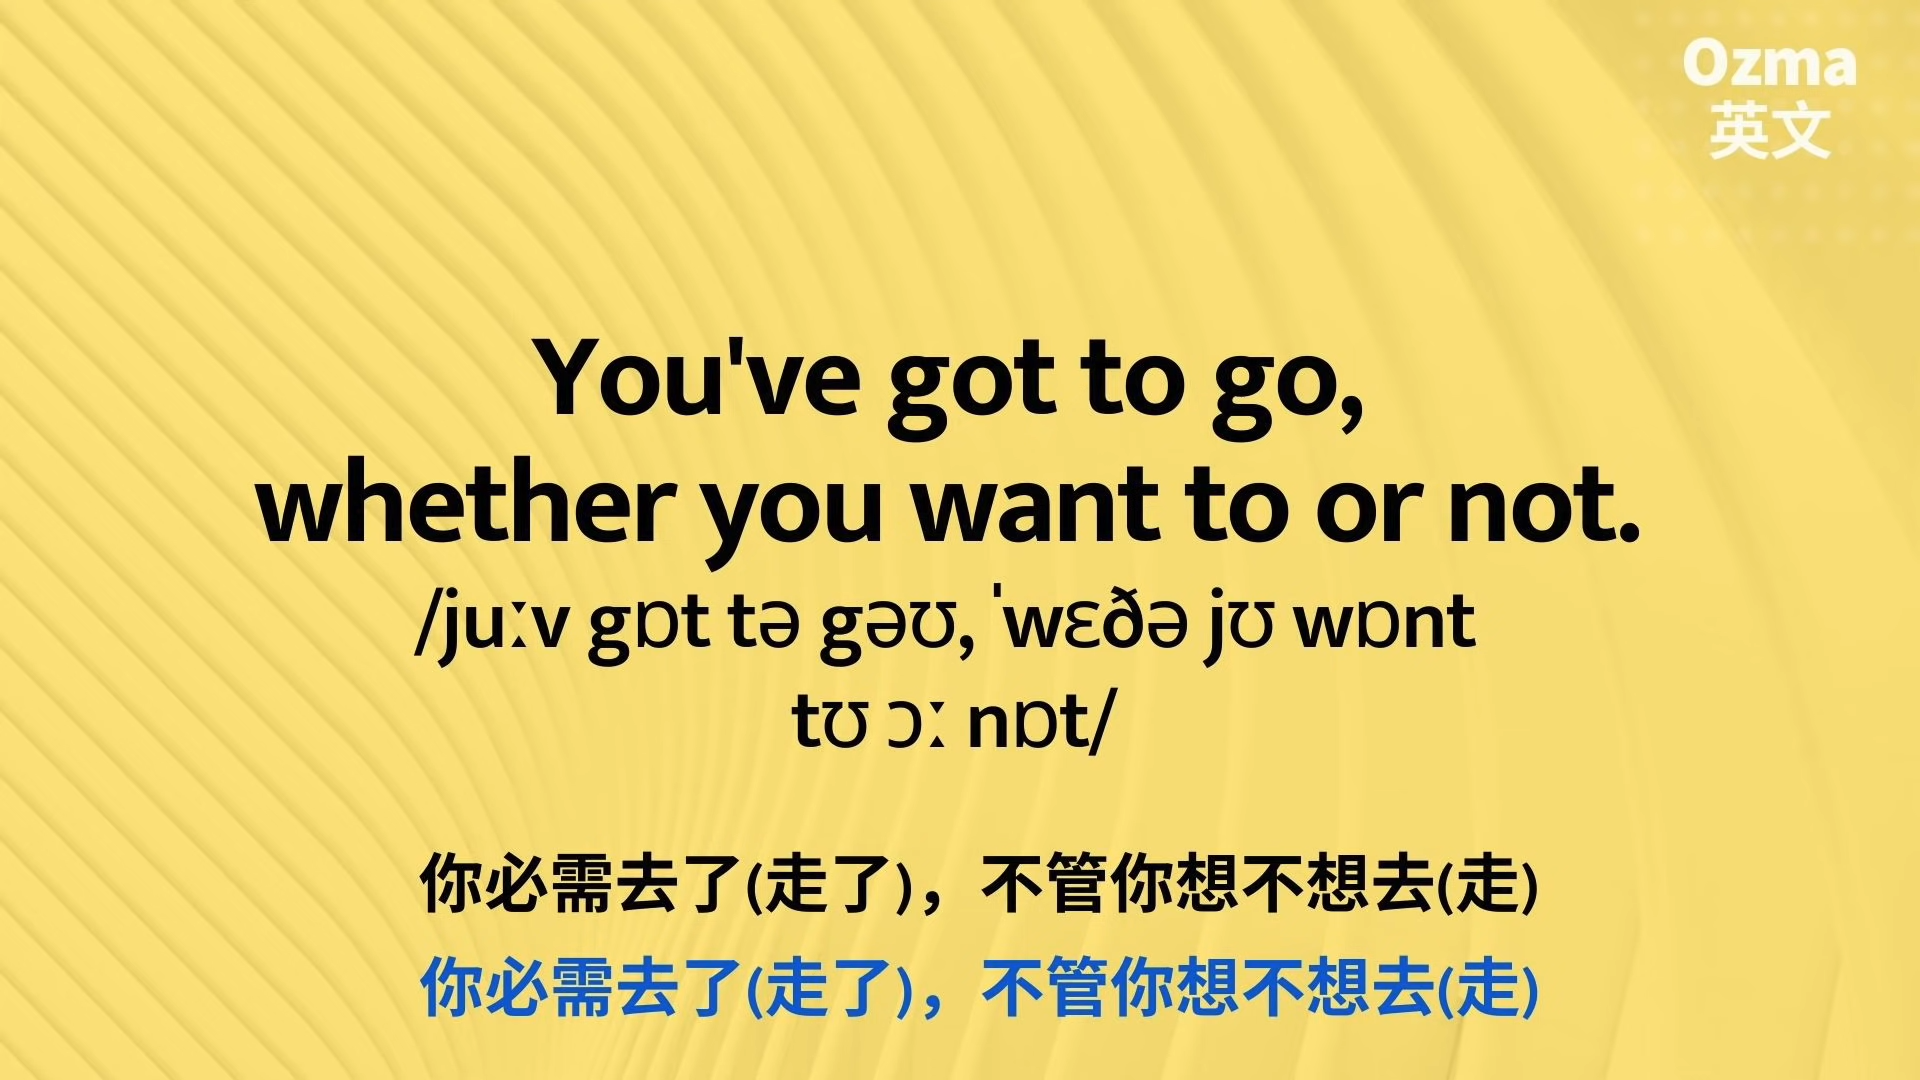 Ozma
英文
You've got to go,
whether you want to or not.
/juːv gɒt tə gəʊ, ˈwɛðə jʊ wɒnt
tʊ ɔː nɒt/
你必需去了(走了)，不管你想不想去(走)
你必需去了(走了)，不管你想不想去(走)